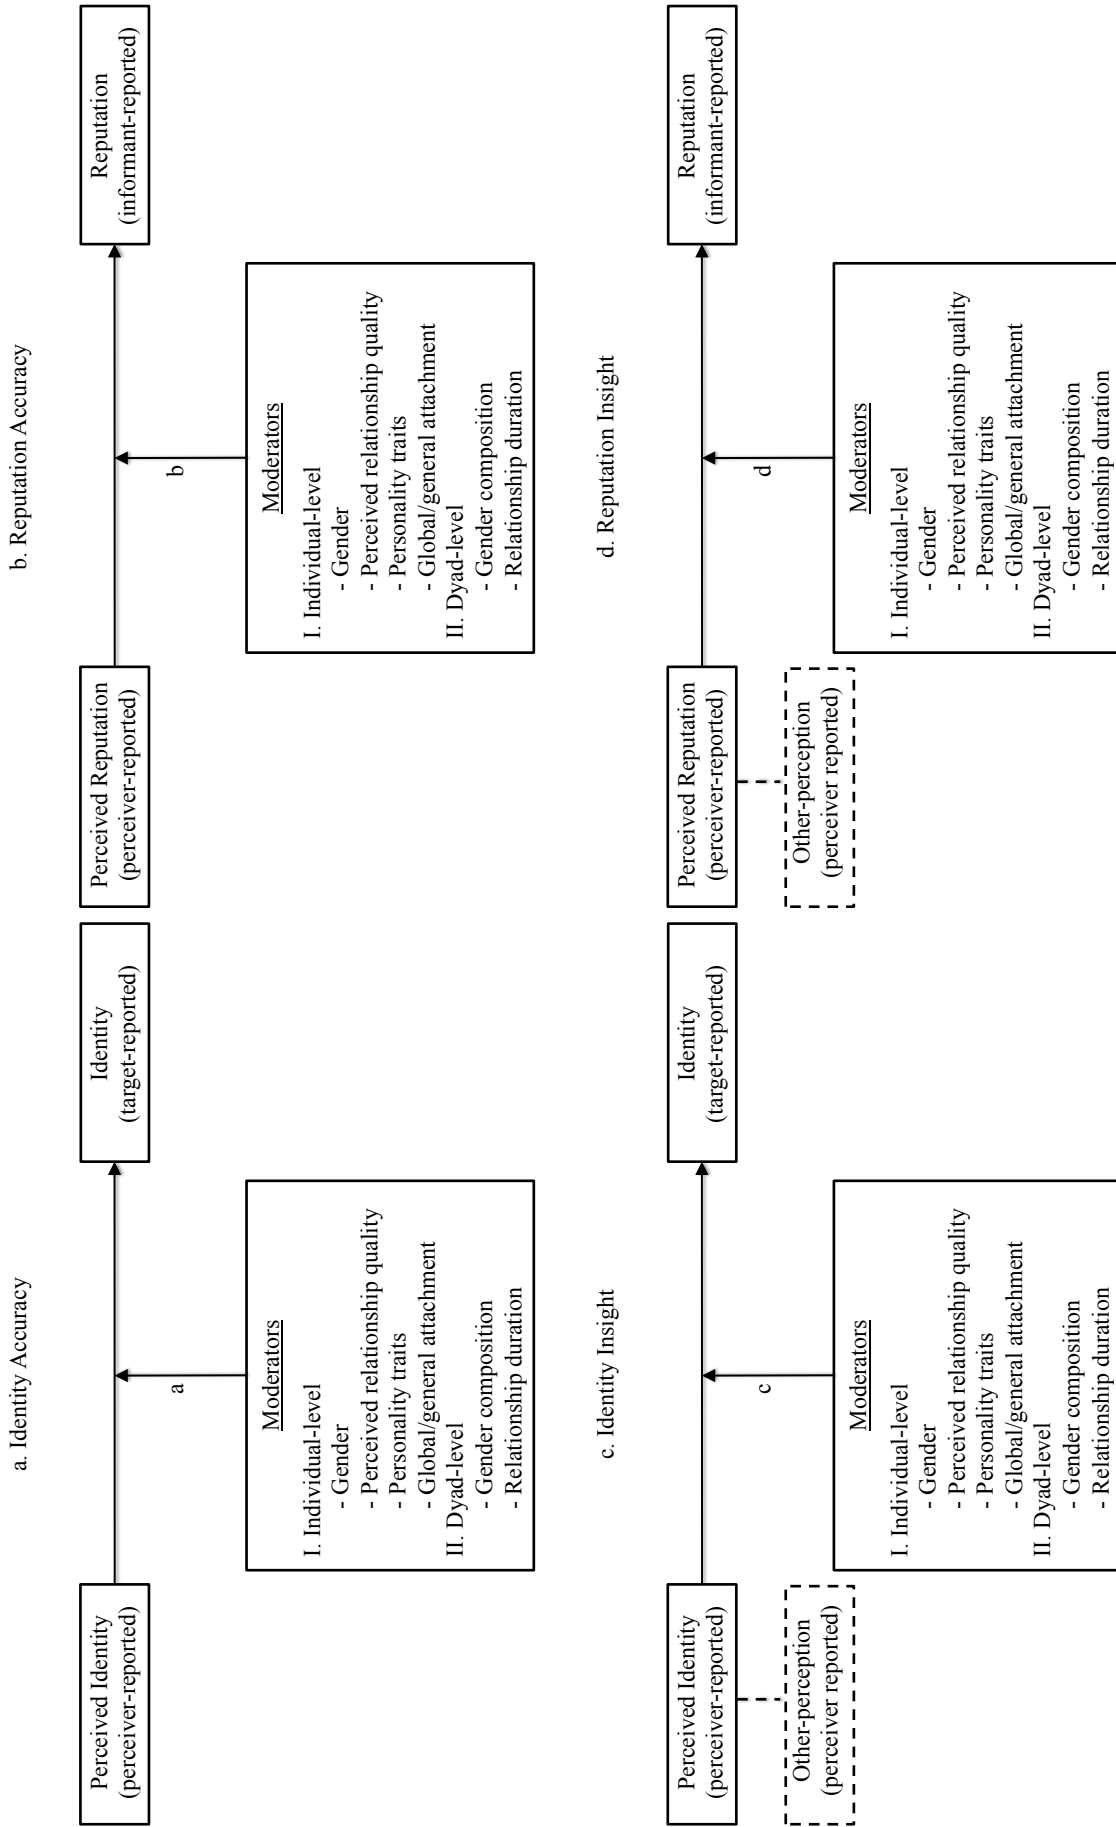 a. Identity Accuracy
Perceived Identity
(perceiver-reported)
Identity
(target-reported)
a
Moderators
I. Individual-level
- Gender
- Perceived relationship quality
- Personality traits
- Global/general attachment
II. Dyad-level
- Gender composition
- Relationship duration
b. Reputation Accuracy
Perceived Reputation
(perceiver-reported)
Reputation
(informant-reported)
b
Moderators
I. Individual-level
- Gender
- Perceived relationship quality
- Personality traits
- Global/general attachment
II. Dyad-level
- Gender composition
- Relationship duration
c. Identity Insight
Perceived Identity
(perceiver-reported)
Identity
(target-reported)
Other-perception
(perceiver reported)
c
Moderators
I. Individual-level
- Gender
- Perceived relationship quality
- Personality traits
- Global/general attachment
II. Dyad-level
- Gender composition
- Relationship duration
d. Reputation Insight
Perceived Reputation
(perceiver-reported)
Reputation
(informant-reported)
Other-perception
(perceiver reported)
d
Moderators
I. Individual-level
- Gender
- Perceived relationship quality
- Personality traits
- Global/general attachment
II. Dyad-level
- Gender composition
- Relationship duration